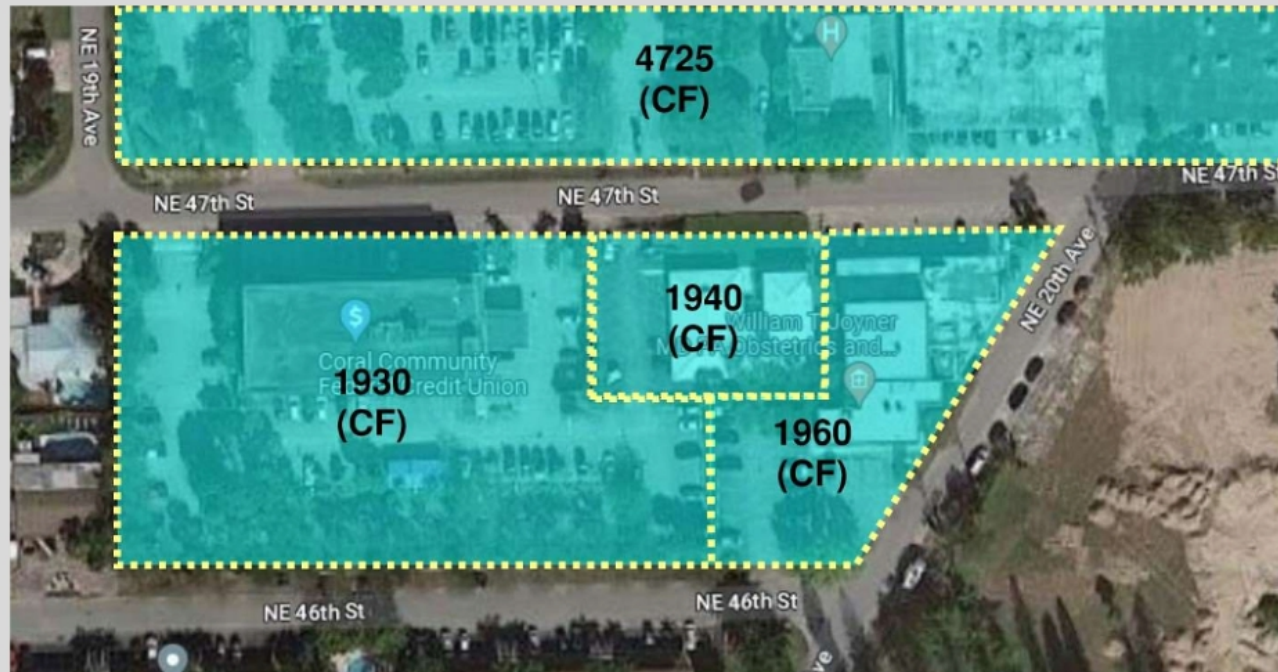 NE 19th Ave
4725
(CF)
H
NE 47th St
NE 47th St
NE 47th St
1940
(CF)
William T Joyner
Obstetrics and...
NE 20th Ave
$
Coral Community
Credit Union
1930
(CF)
1960
(CF)
NE 46th St
NE 46th St